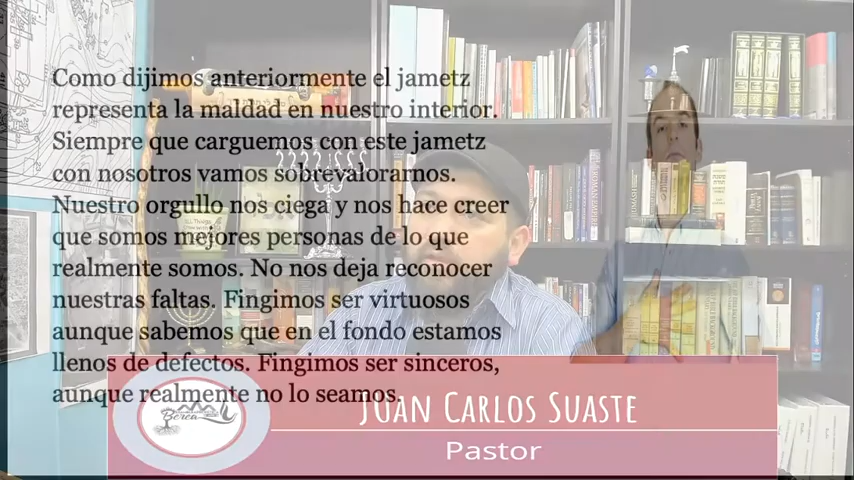 Como dijimos anteriormente el jametz
representa la maldad en nuestro interior.
Siempre que carguemos con este jametz
con nosotros vamos sobrevalorarnos.
Nuestro orgullo nos ciega y nos hace creer
que somos mejores personas de lo que
realmente somos. No nos deja reconocer
nuestras faltas. Fingimos ser virtuosos
aunque sabemos que en el fondo estamos
llenos de defectos. Fingimos ser sinceros,
aunque realmente no lo seamos.
Berea
JUAN CARLOS SUASTE
Pastor